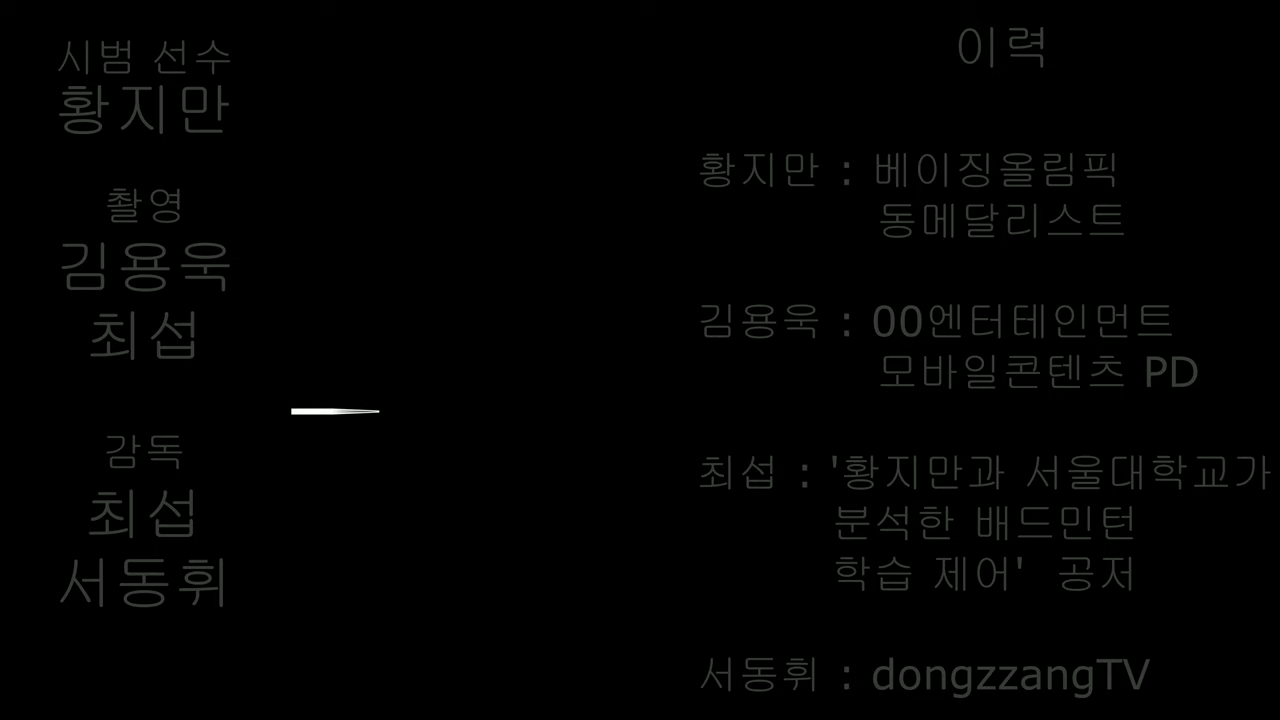 시범 선수
황지만
촬영
김용욱
최섭
감독
최섭
서동휘
이력
황지만 : 베이징올림픽
동메달리스트
김용욱 : 00엔터테인먼트
모바일콘텐츠 PD
최섭 : '황지만과 서울대학교가
분석한 배드민턴
학습 제어' 공저
서동휘 : dongzzangTV